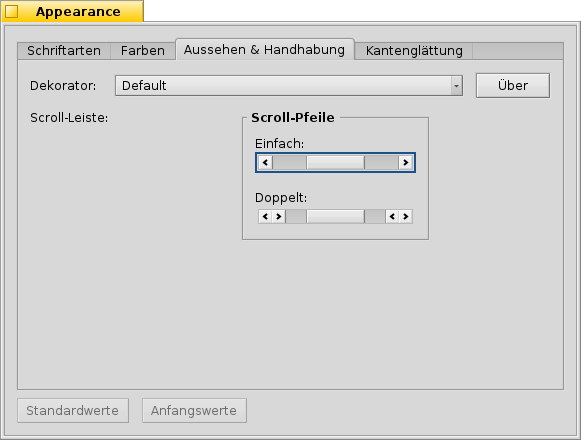 Appearance
Schriftarten Farben Aussehen & Handhabung Kantenglättung
Dekorator: Default Über
Scroll-Leiste: Scroll-Pfeile
Einfach:
Doppelt:
Standardwerte Anfangswerte